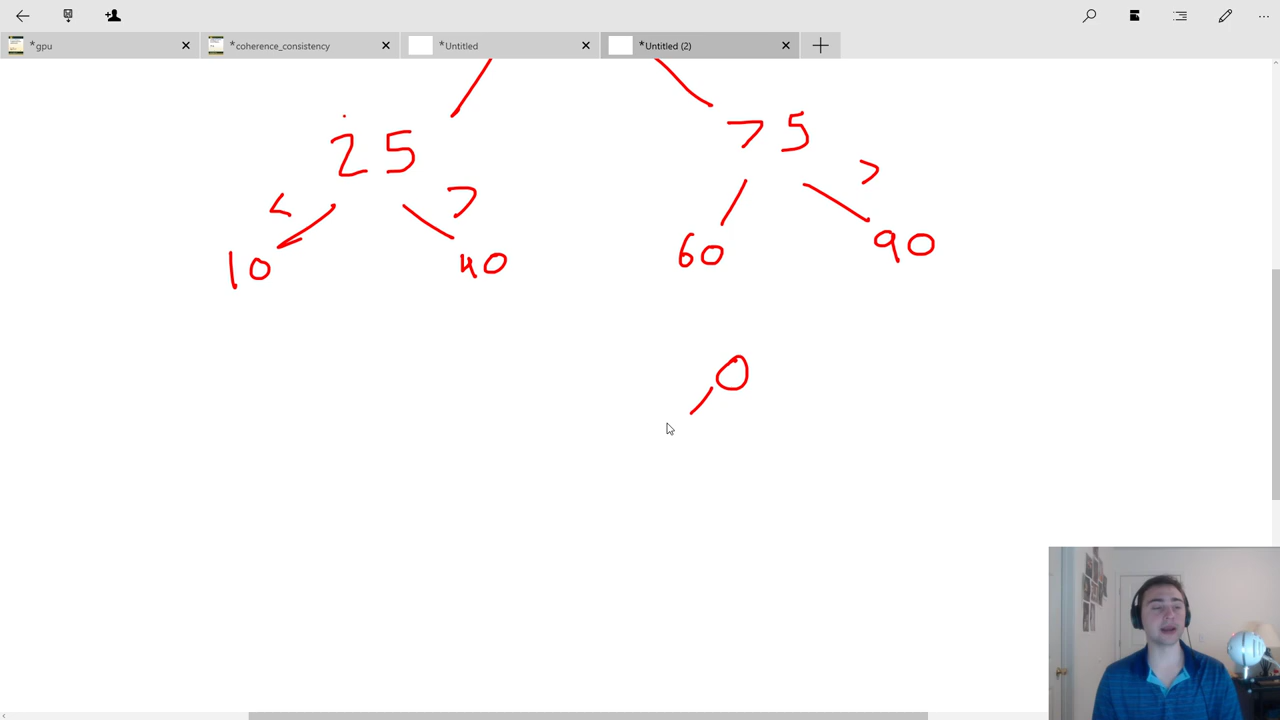 *gpu *coherence_consistency *Untitled *Untitled (2)
25 75
< > >
10 40 60 90
0